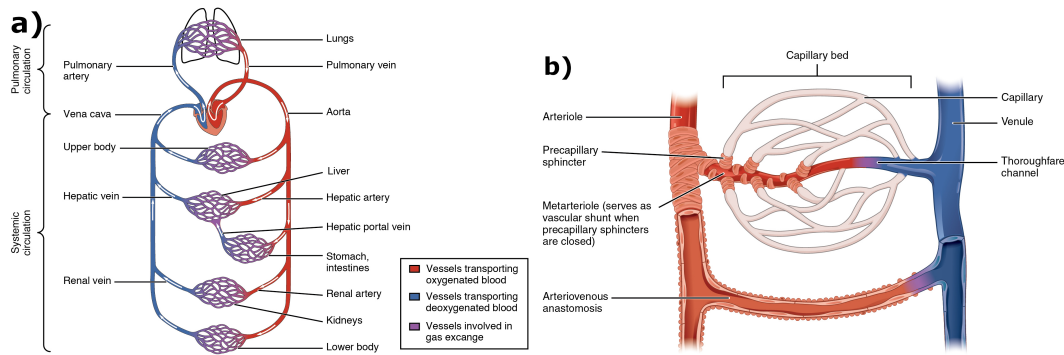 a)
Pulmonary
circulation
Systemic
circulation
Pulmonary
artery
Vena cava
Upper body
Hepatic vein
Renal vein
Lungs
Pulmonary vein
Aorta
Liver
Hepatic artery
Hepatic portal vein
Stomach,
intestines
Renal artery
Kidneys
Lower body
Vessels transporting
oxygenated blood
Vessels transporting
deoxygenated blood
Vessels involved in
gas excange
b)
Capillary bed
Arteriole
Precapillary
sphincter
Metarteriole (serves as
vascular shunt when
precapillary sphincters
are closed)
Arteriovenous
anastomosis
Capillary
Venule
Thoroughfare
channel